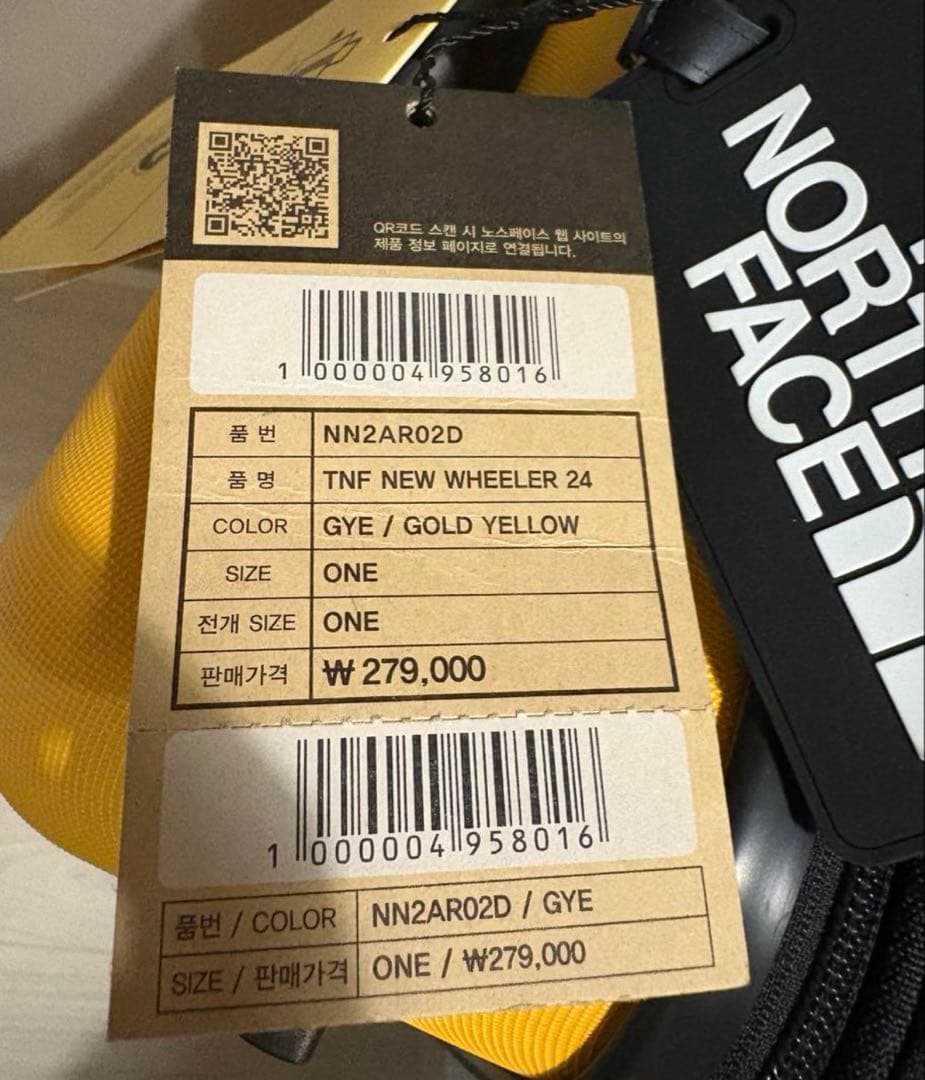 QR코드 스캔 시 노스페이스 웹 사이트의
제품 정보 페이지로 연결됩니다.
1 000004 958016
품 번 NN2AR02D
품 명 TNF NEW WHEELER 24
COLOR GYE / GOLD YELLOW
SIZE ONE
전개 SIZE ONE
판매가격 ₩ 279,000
1 000004 958016
품번 / COLOR NN2AR02D / GYE
SIZE / 판매가격 ONE / ₩279,000
NORTH
FACE